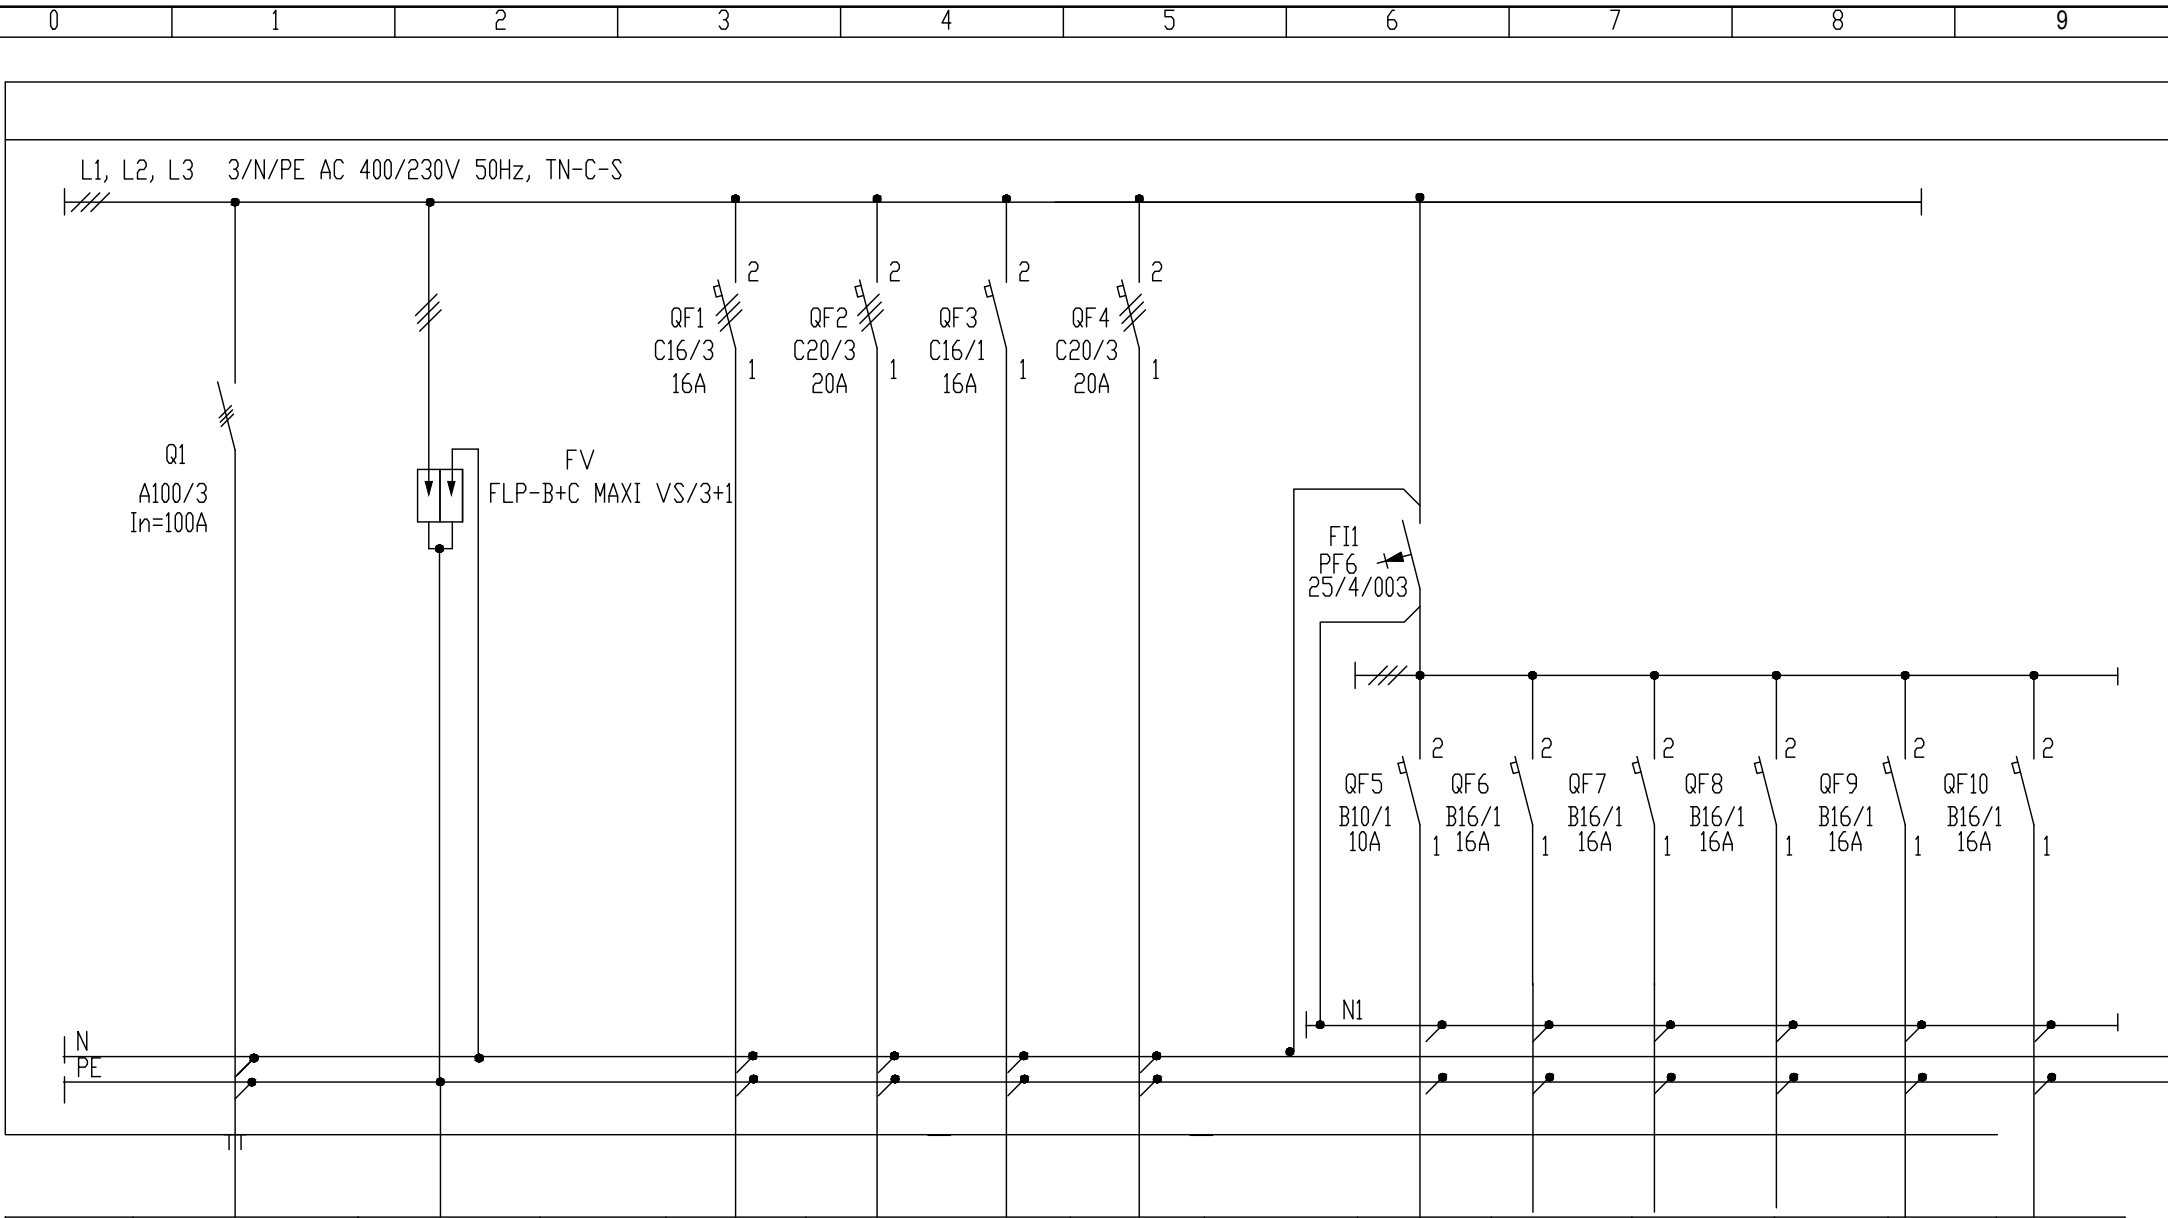 0 1 2 3 4 5 6 7 8 9
L1, L2, L3 3/N/PE AC 400/230V 50Hz, TN-C-S
2 2 2 2
QF1 QF2 QF3 QF4
C16/3 C20/3 C16/1 C20/3
1 1 1 1
16A 20A 16A 20A
Q1
A100/3
In=100A
FV
FLP-B+C MAXI VS/3+1
FI1
PF6
25/4/003
2 2 2 2 2 2
QF5 QF6 QF7 QF8 QF9 QF10
B10/1 B16/1 B16/1 B16/1 B16/1 B16/1
10A 16A 16A 16A 16A 16A
1 1 1 1 1 1
N1
N
PE